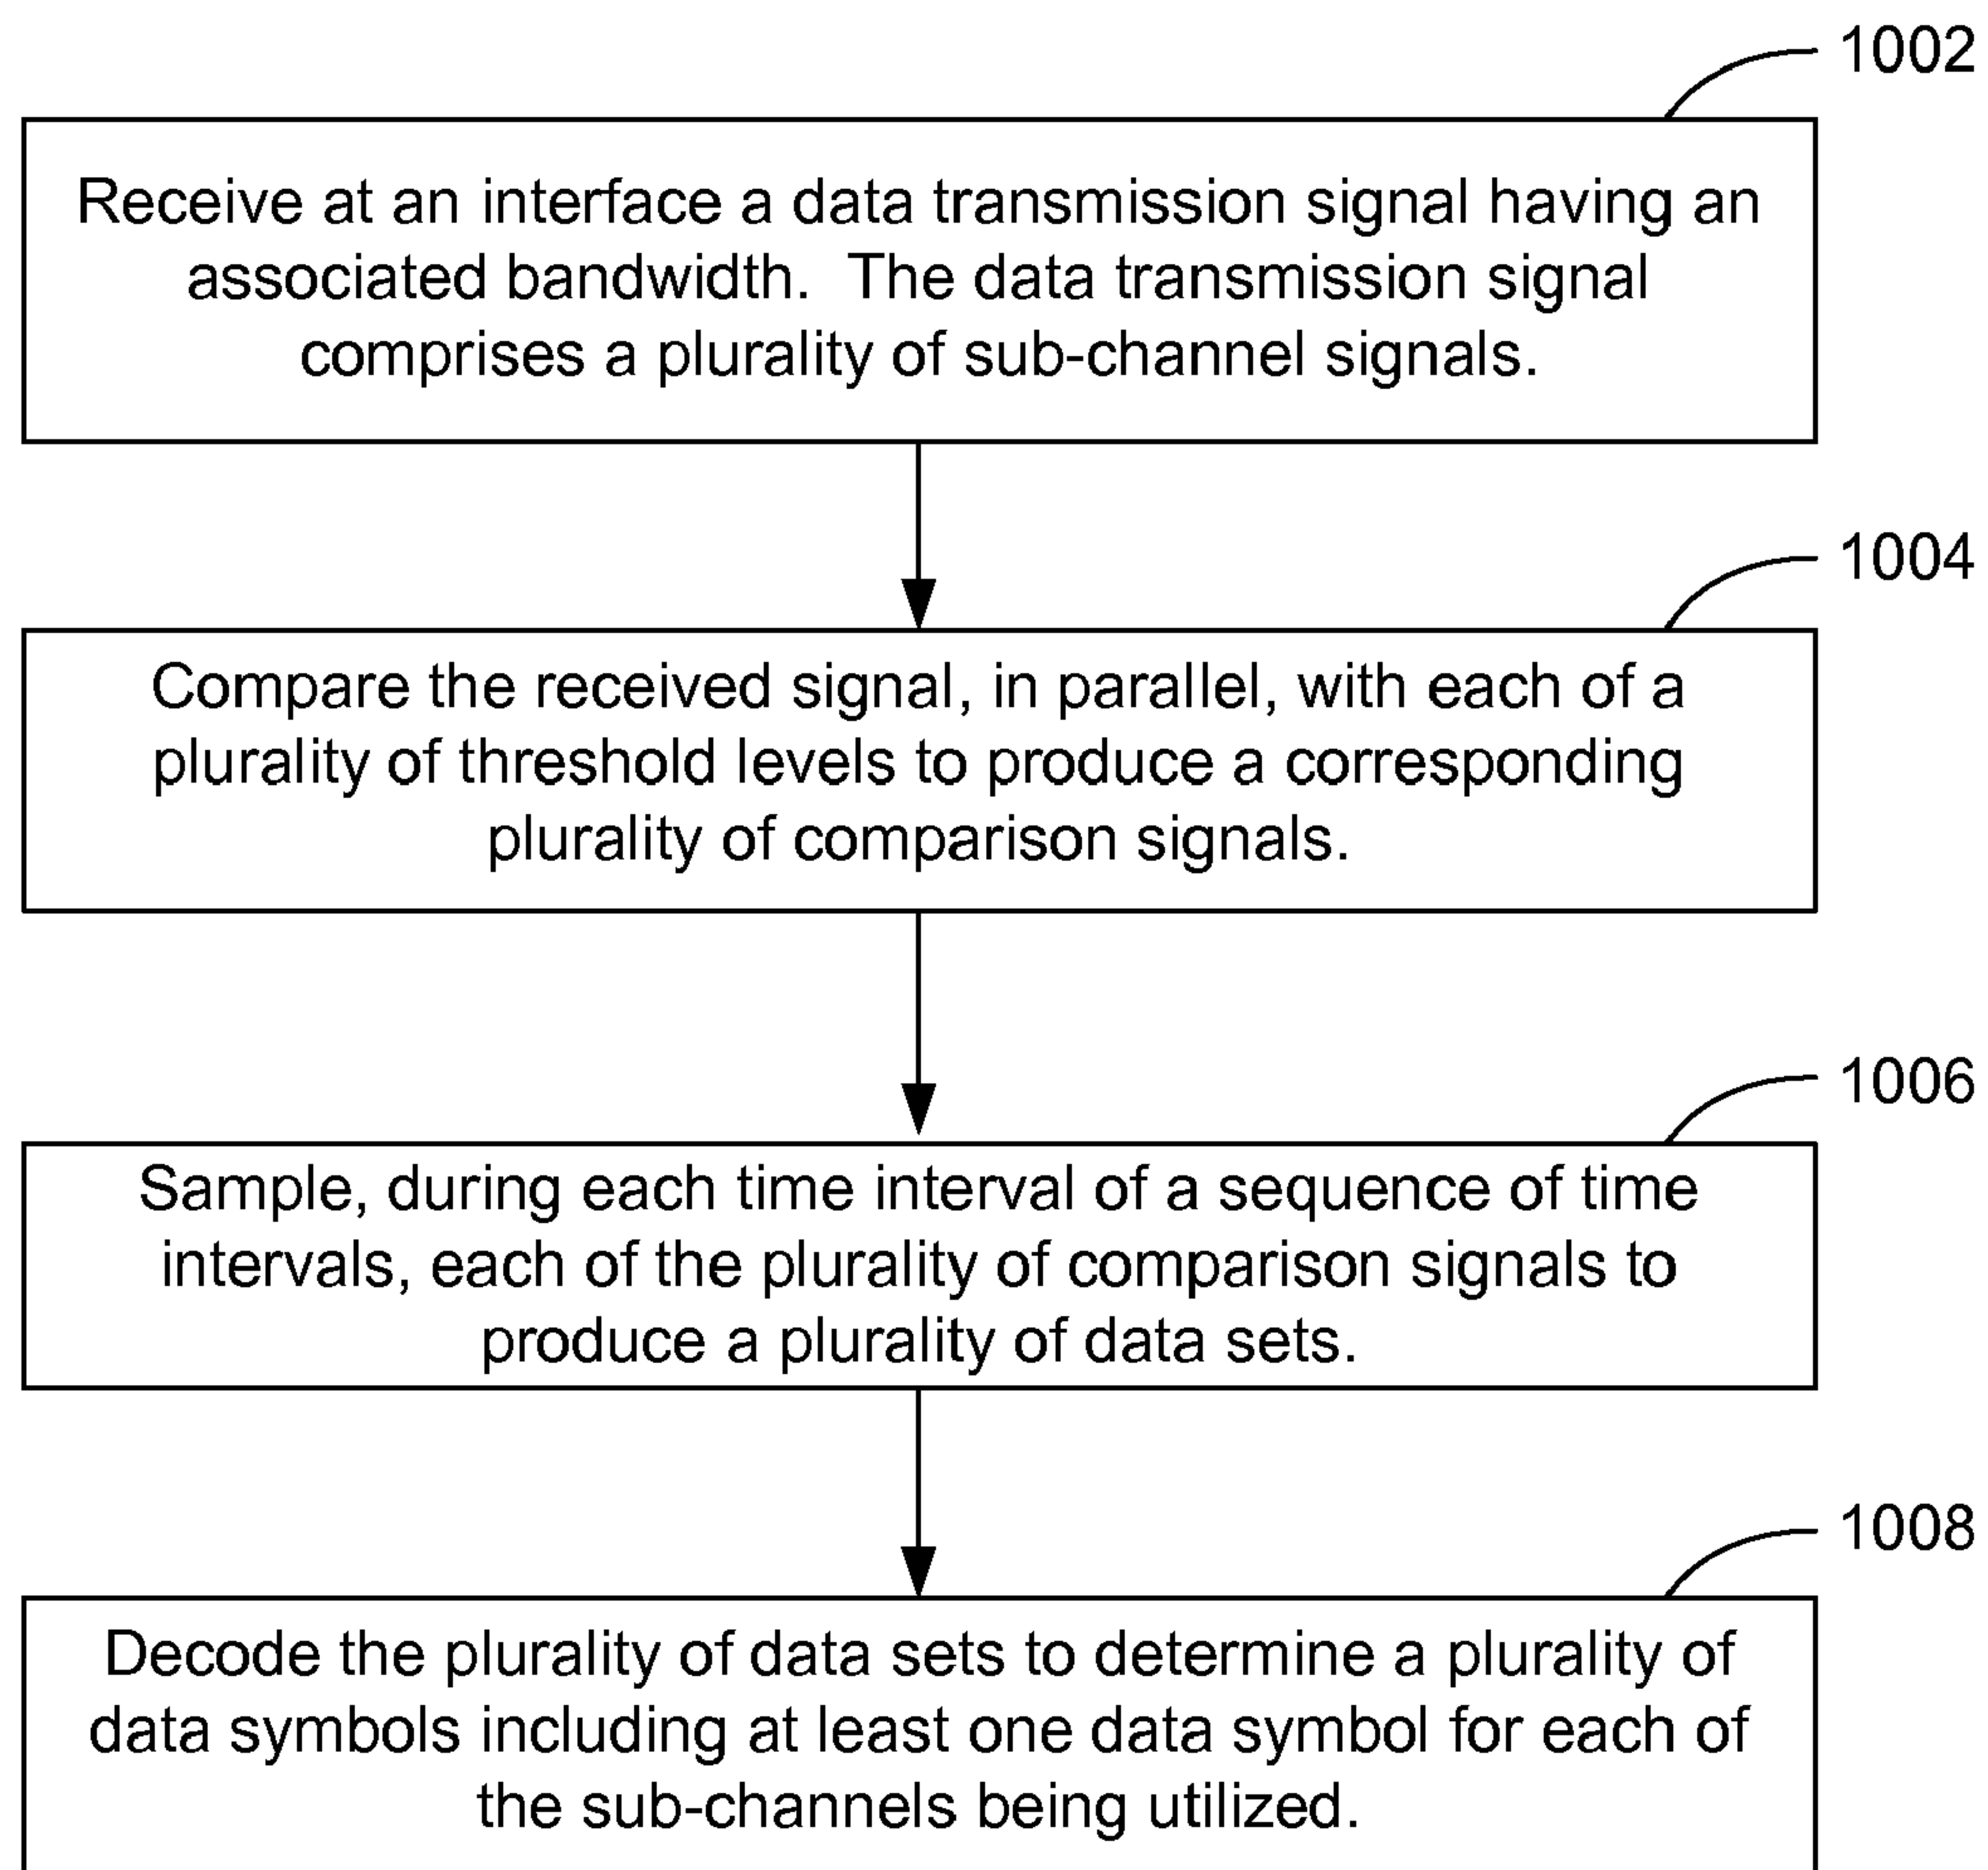 1002
Receive at an interface a data transmission signal having an
associated bandwidth.  The data transmission signal
comprises a plurality of sub-channel signals.
1004
Compare the received signal, in parallel, with each of a
plurality of threshold levels to produce a corresponding
plurality of comparison signals.
1006
Sample, during each time interval of a sequence of time
intervals, each of the plurality of comparison signals to
produce a plurality of data sets.
1008
Decode the plurality of data sets to determine a plurality of
data symbols including at least one data symbol for each of
the sub-channels being utilized.